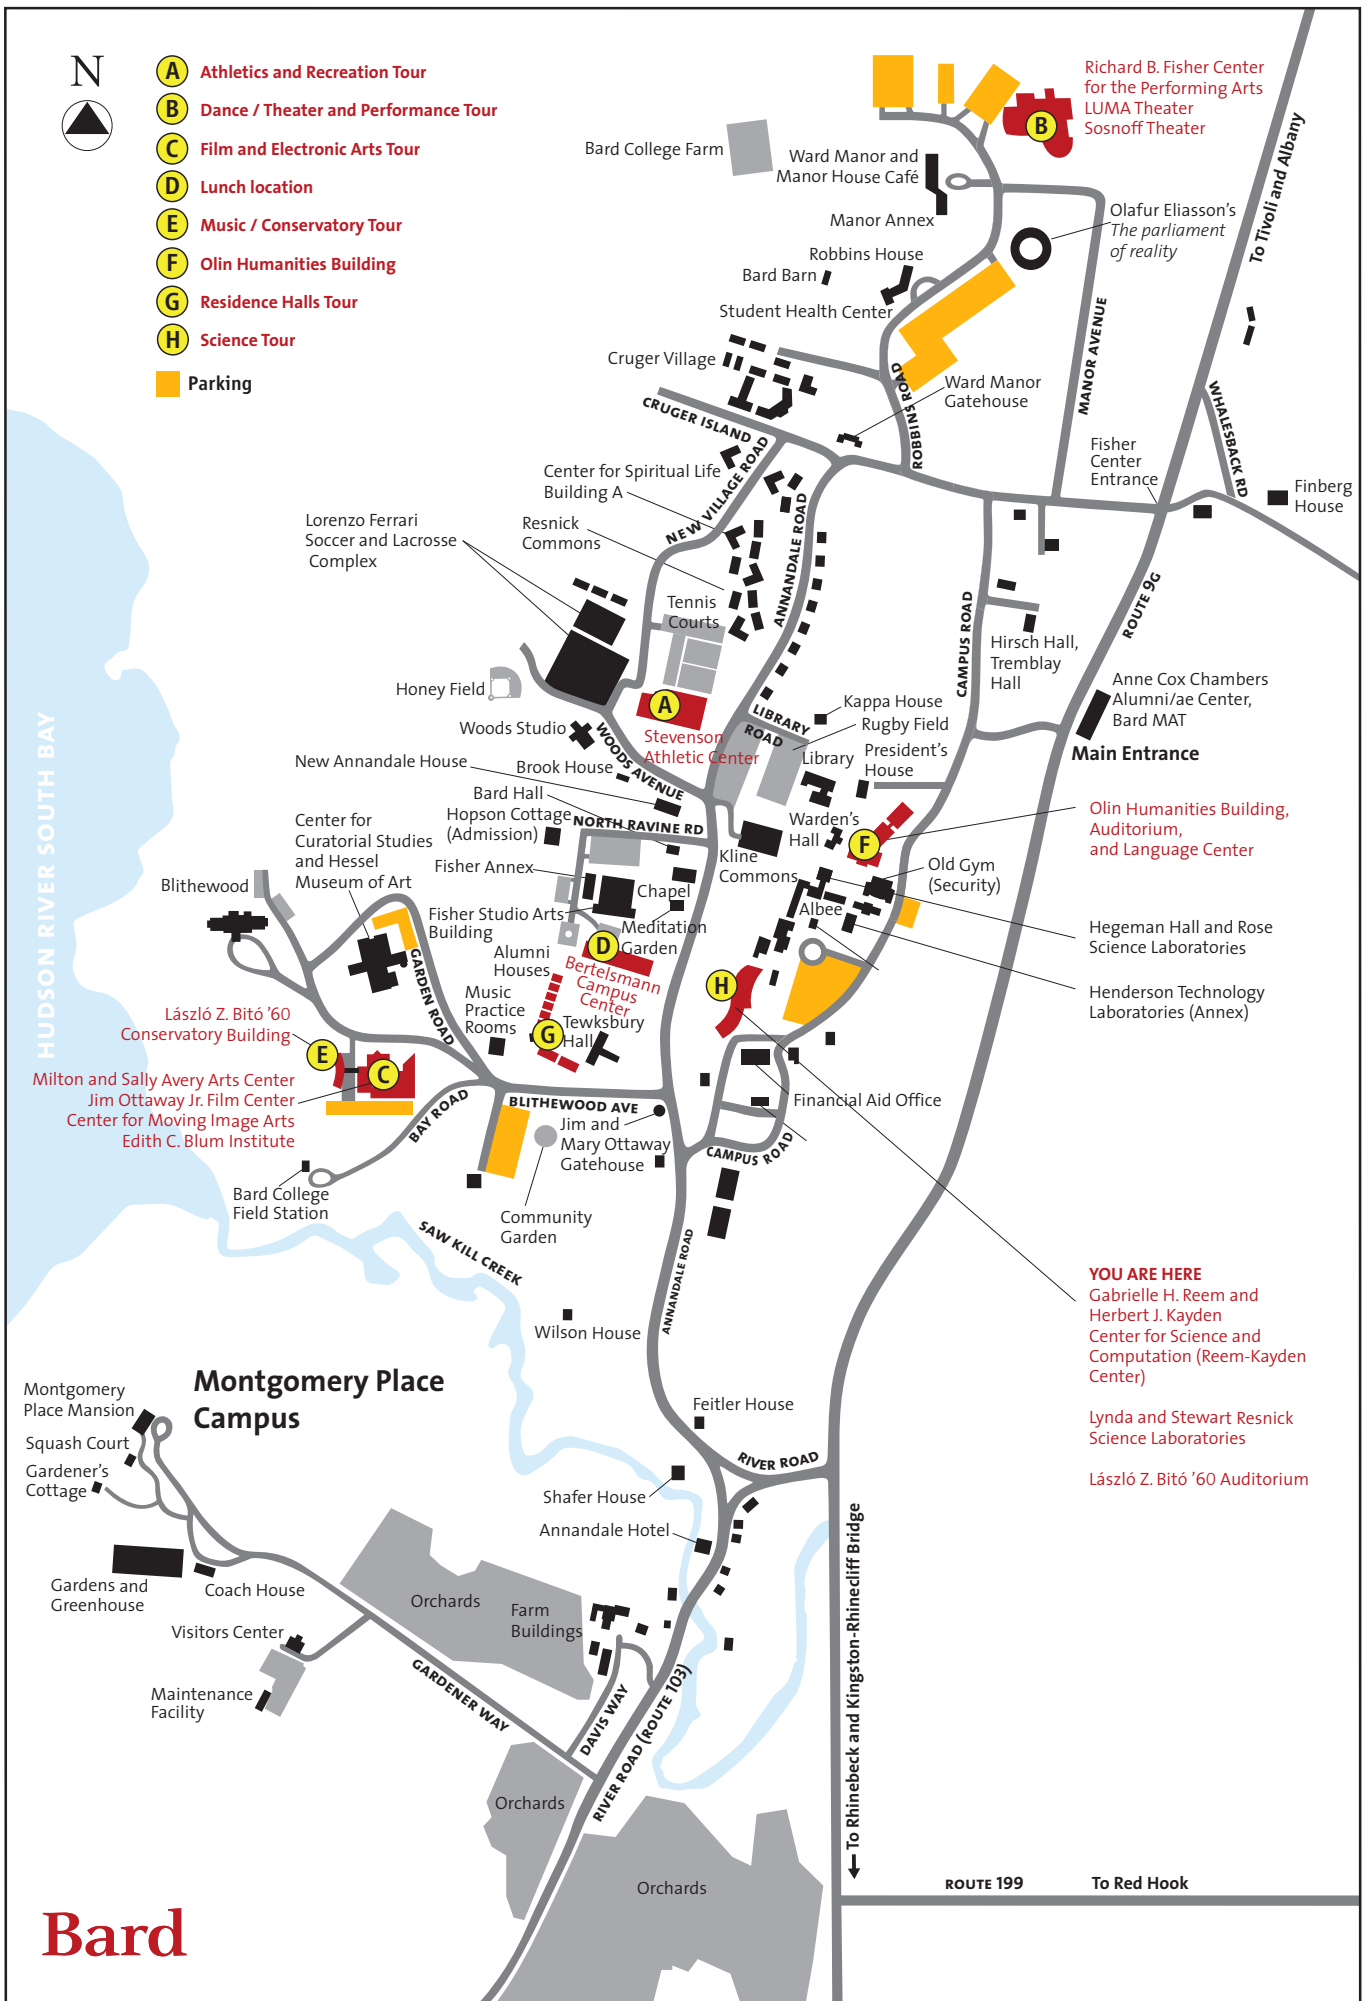 N
A Athletics and Recreation Tour
B Dance / Theater and Performance Tour
C Film and Electronic Arts Tour
D Lunch location
E Music / Conservatory Tour
F Olin Humanities Building
G Residence Halls Tour
H Science Tour
Parking
Richard B. Fisher Center
for the Performing Arts
LUMA Theater
Sosnoff Theater
B
To Tivoli and Albany
Bard College Farm
Ward Manor and
Manor House Café
Manor Annex
Olafur Eliasson’s
The parliament
of reality
Robbins House
Bard Barn
Student Health Center
MANOR AVENUE
Cruger Village
ROBBINS ROAD
Ward Manor
Gatehouse
WHALESBACK RD
CRUGER ISLAND
NEW VILLAGE ROAD
Fisher
Center
Entrance
Finberg
House
Center for Spiritual Life
Building A
Lorenzo Ferrari
Soccer and Lacrosse
Complex
Resnick
Commons
ANNANDALE ROAD
Tennis
Courts
CAMPUS ROAD
ROUTE 9G
Hirsch Hall,
Tremblay
Hall
Honey Field
A
Stevenson
Athletic Center
Kappa House
Rugby Field
LIBRARY
ROAD
Anne Cox Chambers
Alumni/ae Center,
Bard MAT
Main Entrance
Woods Studio
WOODS AVENUE
Library
President’s
House
New Annandale House
Brook House
Bard Hall
Hopson Cottage
(Admission)
NORTH RAVINE RD
Warden’s
Hall
F
Olin Humanities Building,
Auditorium,
and Language Center
Center for
Curatorial Studies
and Hessel
Museum of Art
Kline
Commons
Old Gym
(Security)
Fisher Annex
Chapel
Albee
Blithewood
Fisher Studio Arts
Building
Meditation
Garden
Hegeman Hall and Rose
Science Laboratories
HUDSON RIVER SOUTH BAY
GARDEN ROAD
Alumni
Houses
D
Bertelsmann
Campus
Center
H
Henderson Technology
Laboratories (Annex)
Music
Practice
Rooms
G
Tewksbury
Hall
László Z. Bitó ’60
Conservatory Building
E
C
Milton and Sally Avery Arts Center
Jim Ottaway Jr. Film Center
Center for Moving Image Arts
Edith C. Blum Institute
BAY ROAD
BLITHEWOOD AVE
Jim and
Mary Ottaway
Gatehouse
Financial Aid Office
CAMPUS ROAD
Bard College
Field Station
Community
Garden
SAW KILL CREEK
ANNANDALE ROAD
Wilson House
YOU ARE HERE
Gabrielle H. Reem and
Herbert J. Kayden
Center for Science and
Computation (Reem-Kayden
Center)
Lynda and Stewart Resnick
Science Laboratories
László Z. Bitó ’60 Auditorium
Montgomery Place
Campus
Montgomery
Place Mansion
Squash Court
Gardener’s
Cottage
Feitler House
RIVER ROAD
Shafer House
Annandale Hotel
To Rhinebeck and Kingston-Rhinecliff Bridge
Gardens and
Greenhouse
Coach House
Orchards
Farm
Buildings
Visitors Center
Maintenance
Facility
GARDENER WAY
DAVIS WAY
RIVER ROAD (ROUTE 103)
Orchards
Orchards
ROUTE 199
To Red Hook
Bard